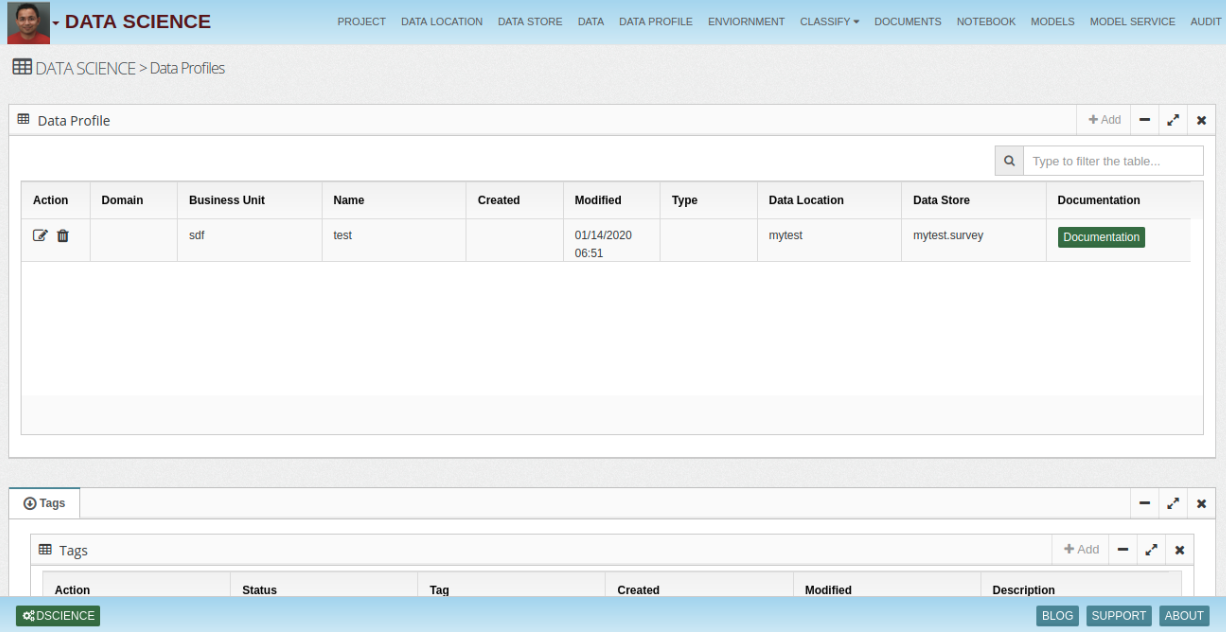 DATA SCIENCE
PROJECT DATA LOCATION DATA STORE DATA DATA PROFILE ENVIORNMENT CLASSIFY DOCUMENTS NOTEBOOK MODELS MODEL SERVICE AUDIT
DATA SCIENCE > Data Profiles
Data Profile
Add
Type to filter the table...
Action Domain Business Unit Name Created Modified Type Data Location Data Store Documentation
sdf test 01/14/2020 mytest mytest.survey Documentation
06:51
Tags
Tags
Add
Action Status Tag Created Modified Description
DSCIENCE
BLOG SUPPORT ABOUT